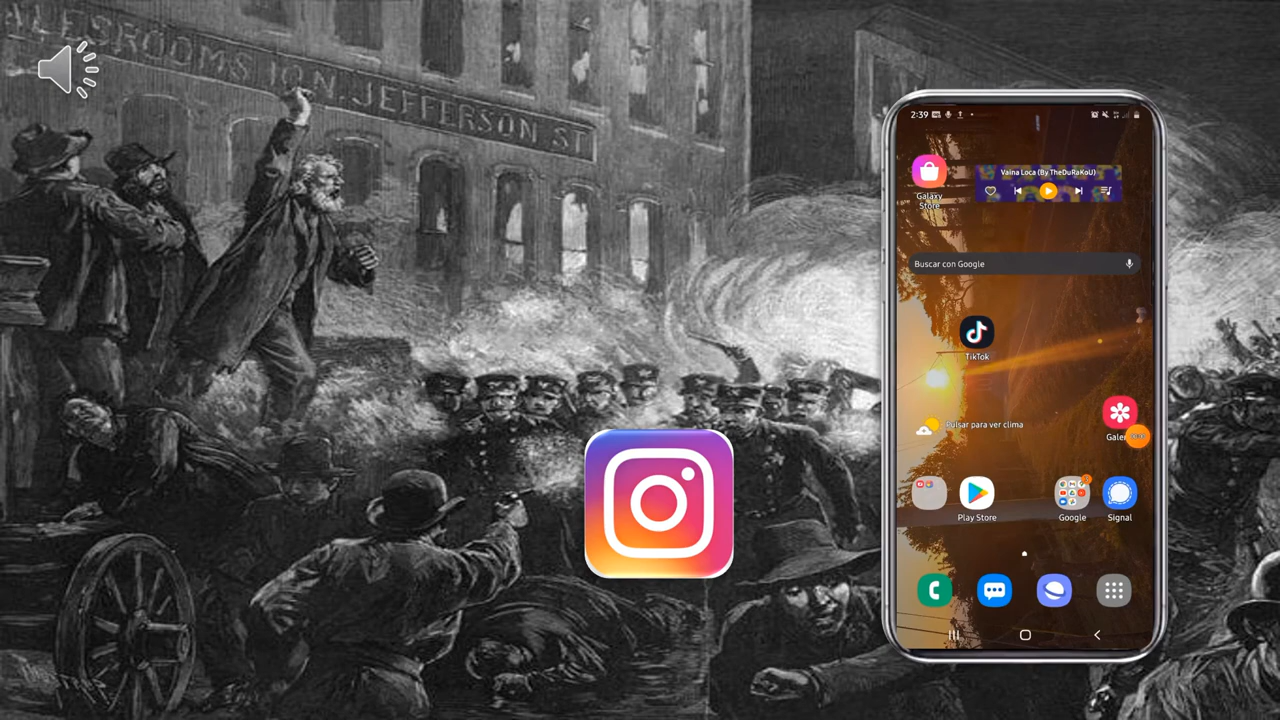 ALESROOMS 10 N. JEFFERSON ST
2:39
Galaxy
Store
Vaina Loca (By TheDuRaKoU)
Buscar con Google
TikTok
Pulsar para ver clima
Play Store
Google
Signal